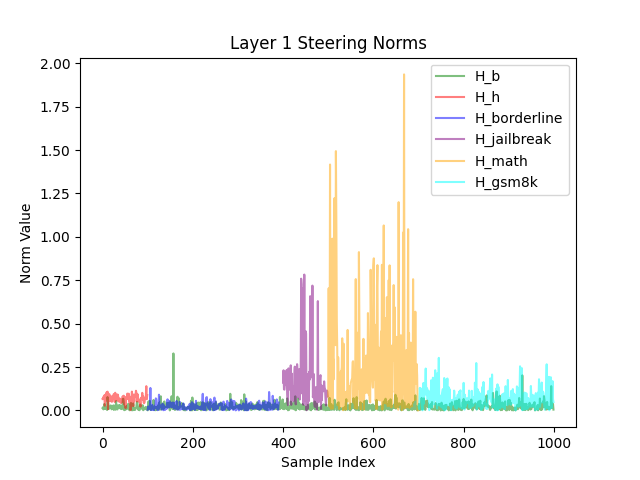 Layer 1 Steering Norms
2.00
1.75
1.50
1.25
1.00
0.75
0.50
0.25
0.00
Norm Value
H_b
H_h
H_borderline
H_jailbreak
H_math
H_gsm8k
0 200 400 600 800 1000
Sample Index